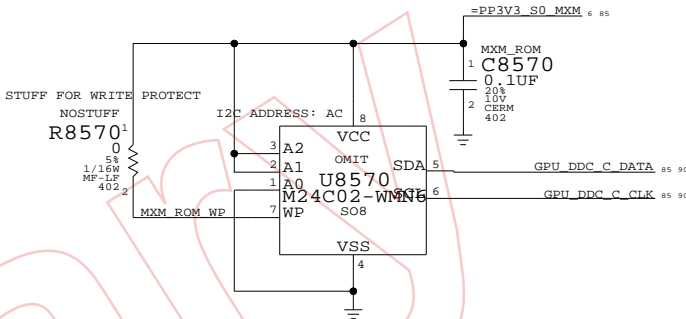 =PP3V3_S0_MXM 6 85
MXM_ROM
1 C8570
0.1UF
20%
10V
2 CERM
402
STUFF FOR WRITE PROTECT
NOSTUFF
R8570 1
0
5%
1/16W
MF-LF
402 2
I2C ADDRESS: AC
8
VCC
3 A2
OMIT
2 A1
SDA 5 GPU_DDC_C_DATA 85 90
1 A0
U8570
M24C02-WMN6
SCL 6 GPU_DDC_C_CLK 85 90
MXM_ROM_WP 7 WP
SO8
VSS
4